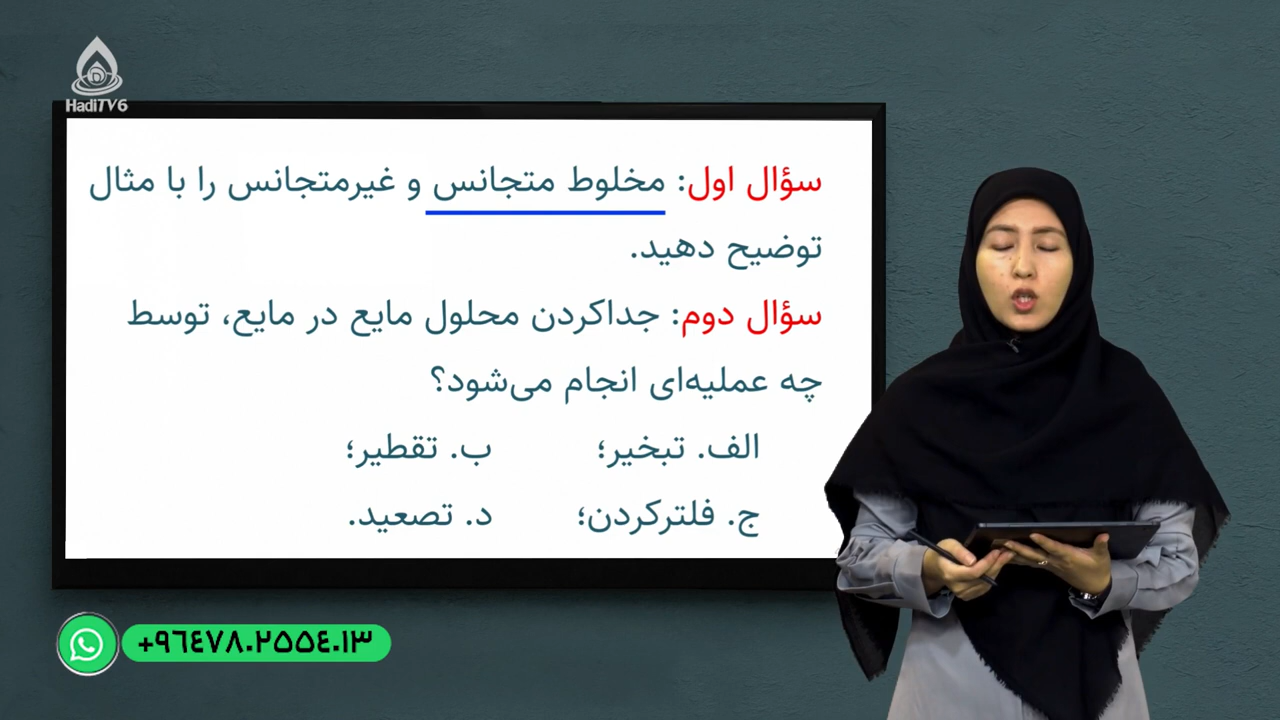 HadiTV6
سؤال اول: مخلوط متجانس و غیرمتجانس را با مثال
توضیح دهید.
سؤال دوم: جداکردن محلول مایع در مایع، توسط
چه عملیه‌ای انجام می‌شود؟
الف. تبخیر؛ ب. تقطیر؛
ج. فلترکردن؛ د. تصعید.
+٩٦٤٧٨٠٢٥٥٤٠١٣